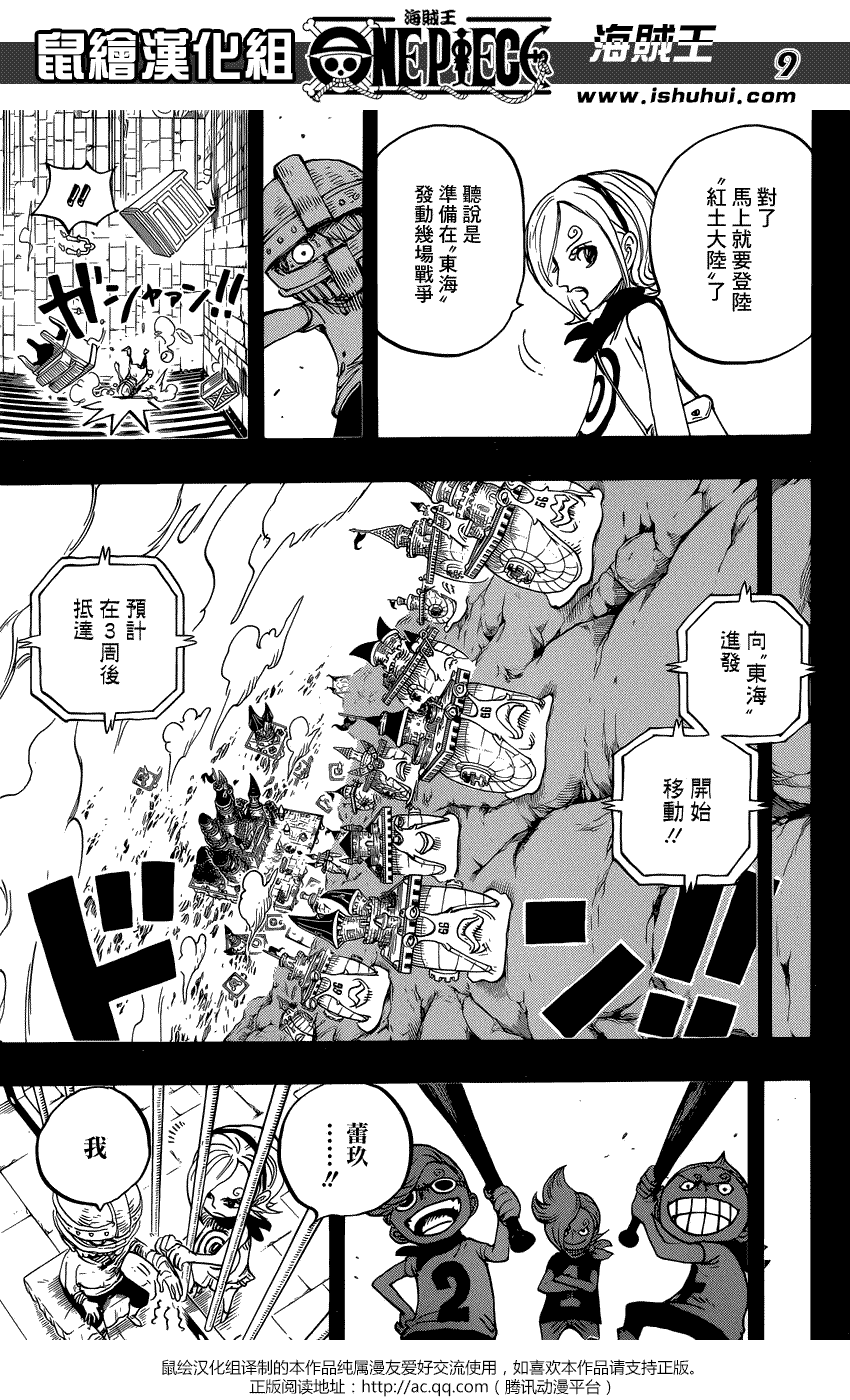 鼠繪漢化組
海賊王
ONE PIECE
海賊王
9
www.ishuhui.com
對了
馬上就要登陸
“紅土大陸”了
聽說是
準備在“東海”
發動幾場戰爭
!!
ガシャァン!!
向“東海”
進發
開始
移動!!
預計
在3周後
抵達
ドーン!!
66
66
66
66
66
蕾玖
……!!
我
2
鼠绘汉化组译制的本作品纯属漫友爱好交流使用，如喜欢本作品请支持正版。
正版阅读地址：http://ac.qq.com（腾讯动漫平台）